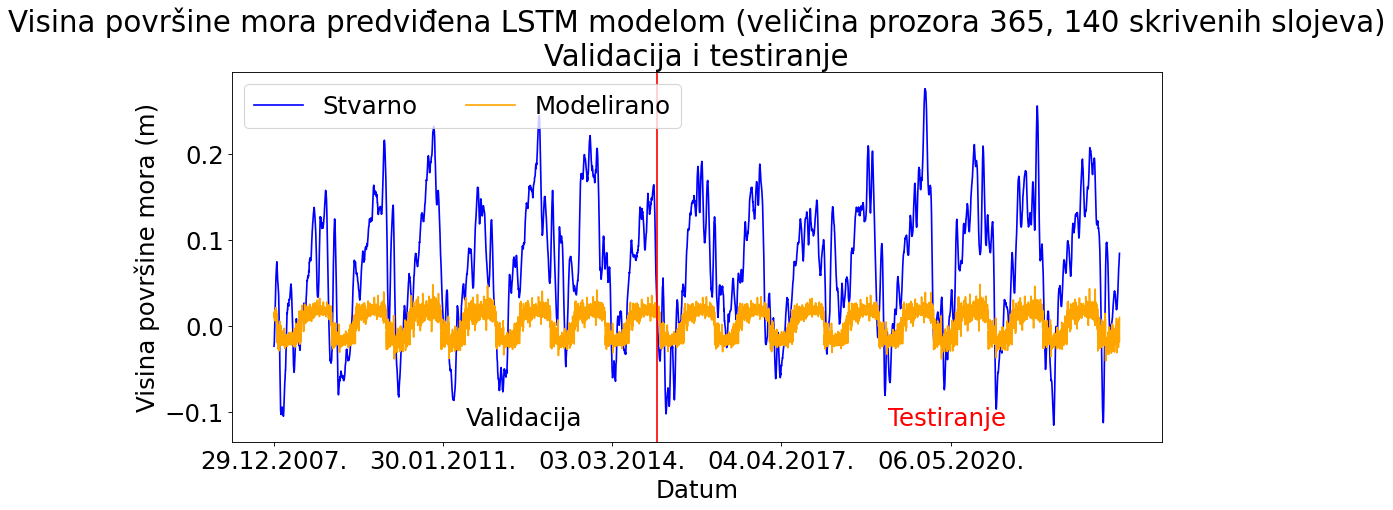 Visina površine mora predviđena LSTM modelom (veličina prozora 365, 140 skrivenih slojeva)
Validacija i testiranje
Stvarno
Modelirano
Visina površine mora (m)
0.2
0.1
0.0
−0.1
Validacija
Testiranje
29.12.2007.
30.01.2011.
03.03.2014.
04.04.2017.
06.05.2020.
Datum